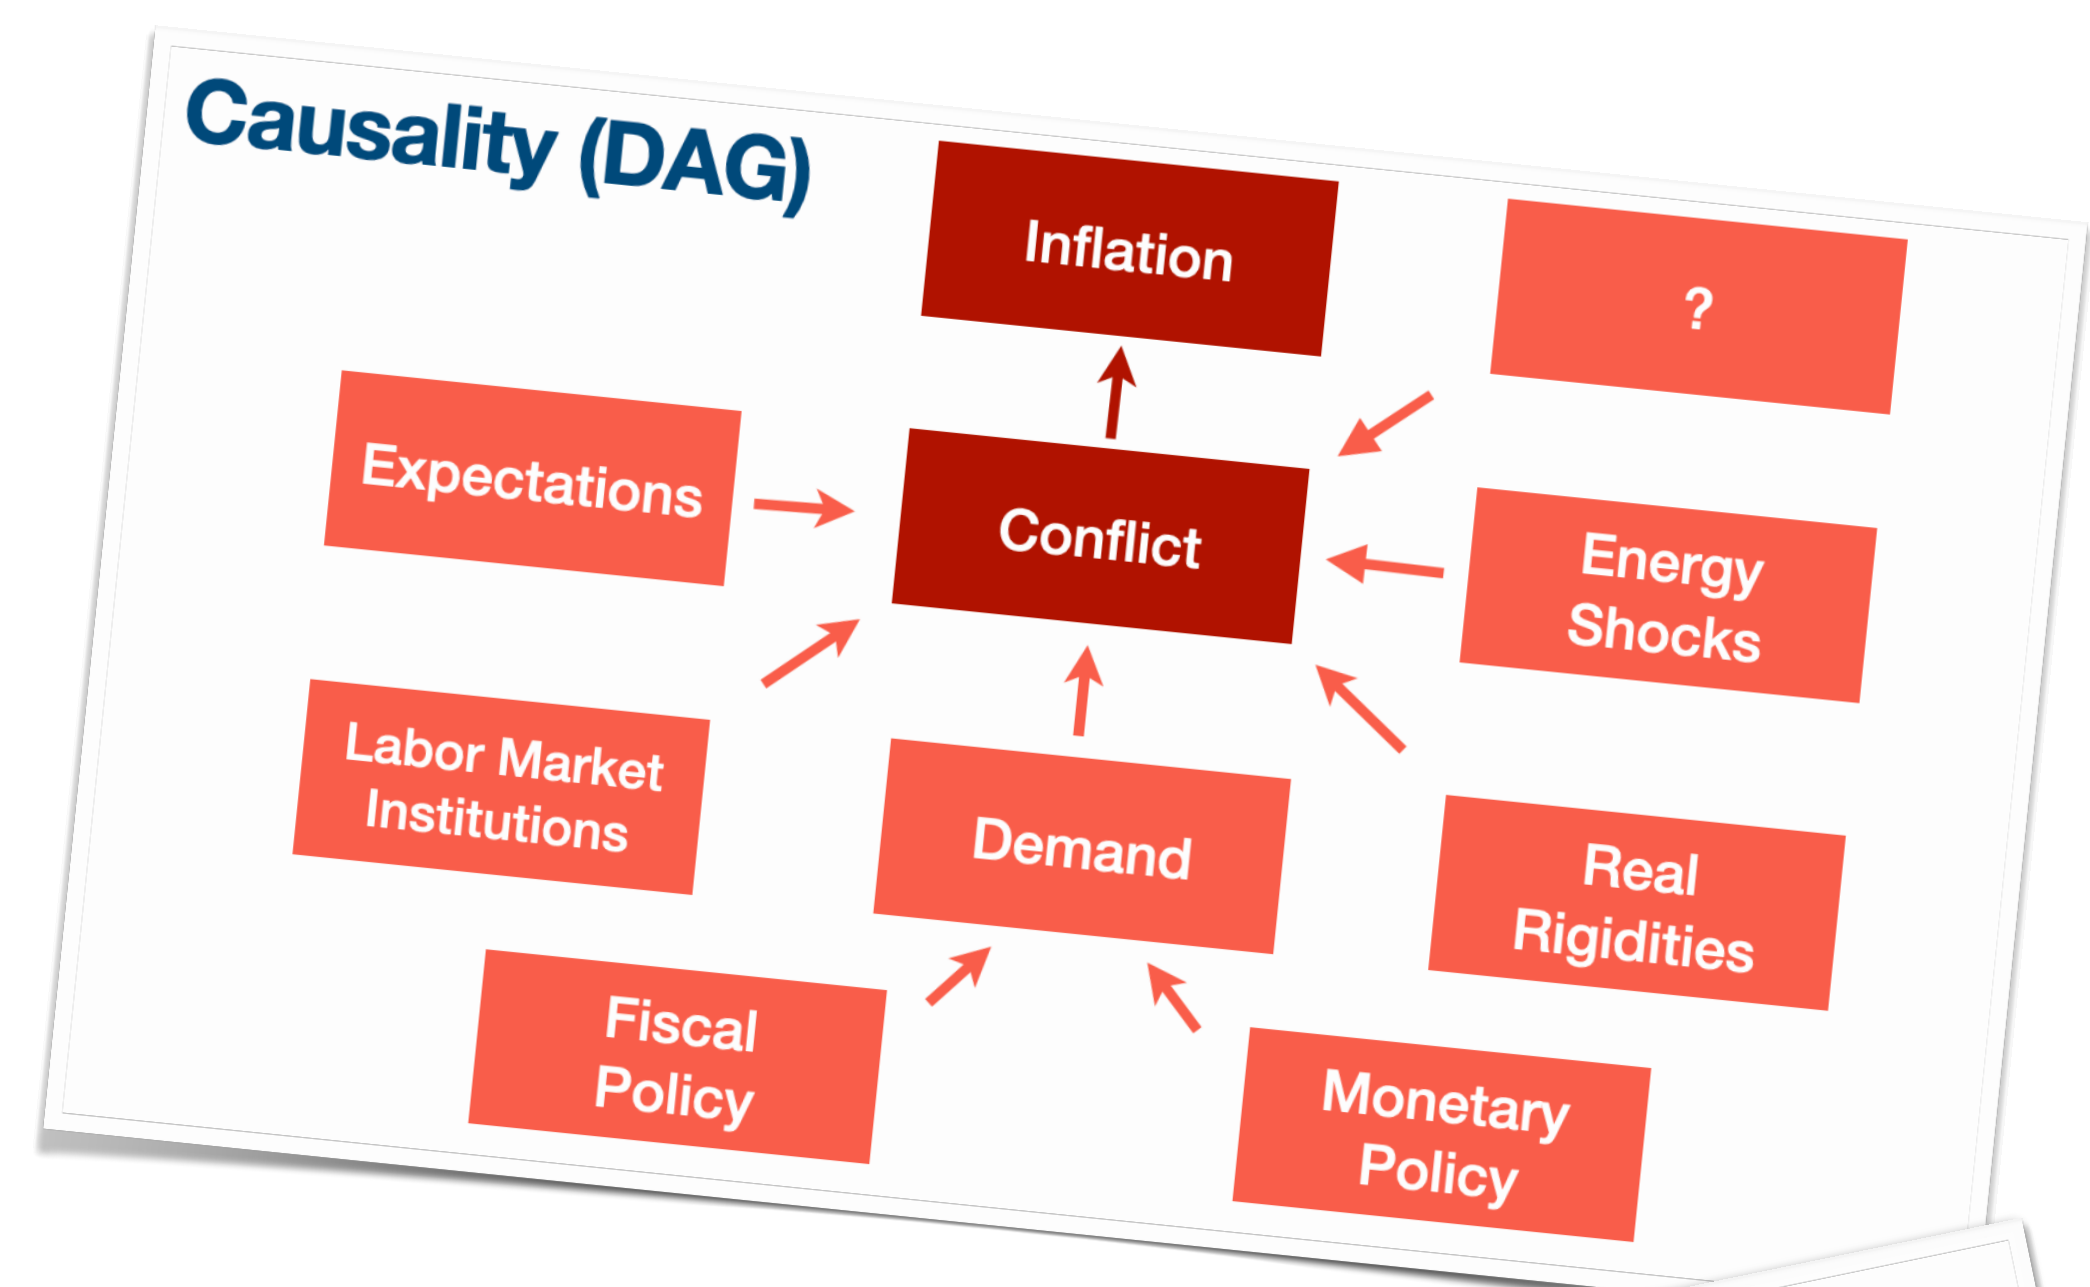 Causality (DAG)
Inflation
?
Expectations
Conflict
Energy
Shocks
Labor Market
Institutions
Demand
Real
Rigidities
Fiscal
Policy
Monetary
Policy